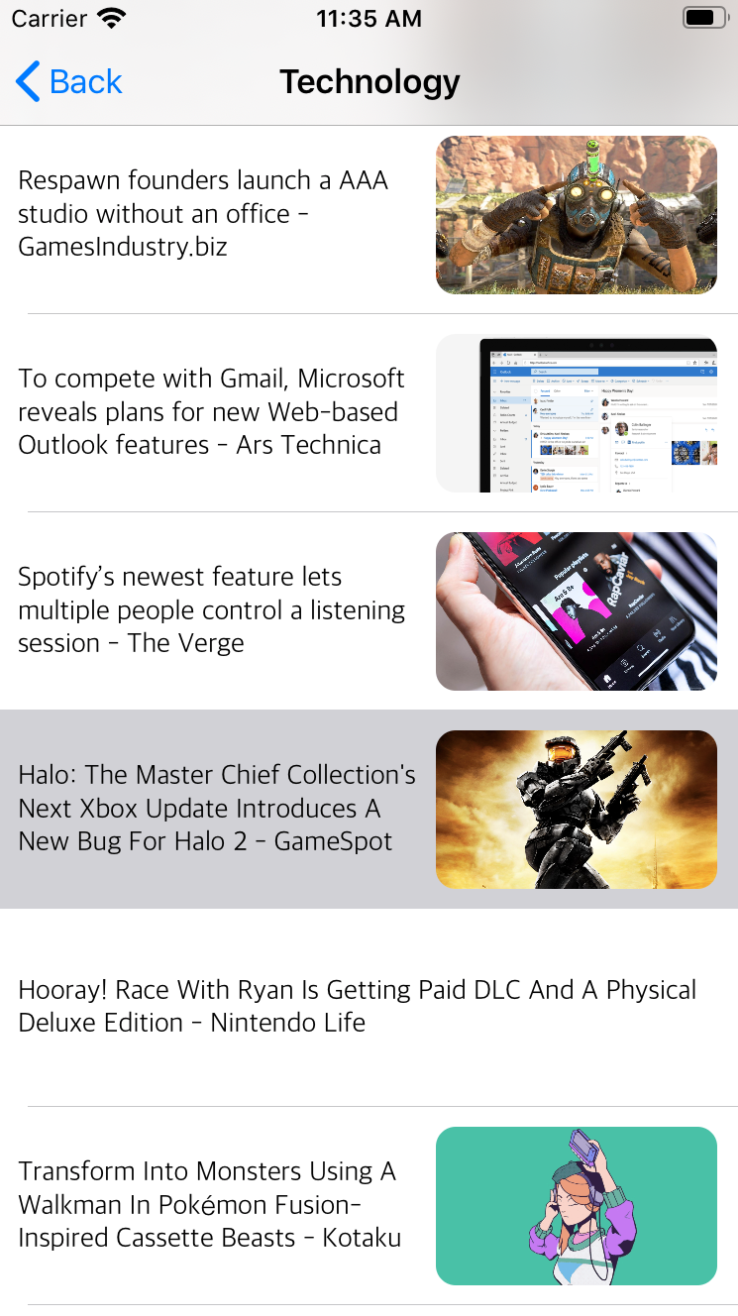 Carrier 11:35 AM
Back Technology
Respawn founders launch a AAA
studio without an office -
GamesIndustry.biz
To compete with Gmail, Microsoft
reveals plans for new Web-based
Outlook features - Ars Technica
Spotify’s newest feature lets
multiple people control a listening
session - The Verge
Popular playlists
RapCaviar
Halo: The Master Chief Collection's
Next Xbox Update Introduces A
New Bug For Halo 2 - GameSpot
Hooray! Race With Ryan Is Getting Paid DLC And A Physical
Deluxe Edition - Nintendo Life
Transform Into Monsters Using A
Walkman In Pokémon Fusion-
Inspired Cassette Beasts - Kotaku